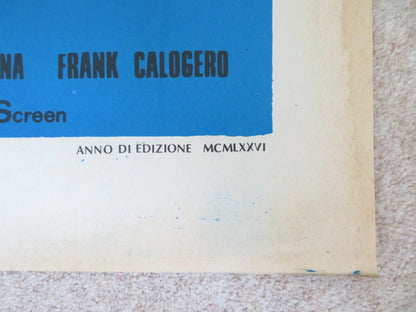 NA FRANK CALOGERO
Screen
ANNO DI EDIZIONE MCMLXXVI